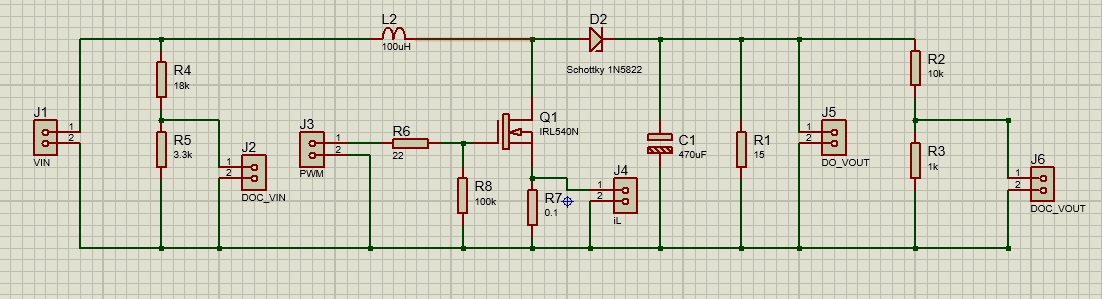 L2
100uH
D2
Schottky 1N5822
R4
18k
R2
10k
J1
1
2
VIN
R5
3.3k
J2
1
2
DOC_VIN
J3
1
2
PWM
R6
22
Q1
IRL540N
R8
100k
R7
0.1
J4
1
2
iL
C1
470uF
R1
15
J5
1
2
DO_VOUT
R3
1k
J6
1
2
DOC_VOUT